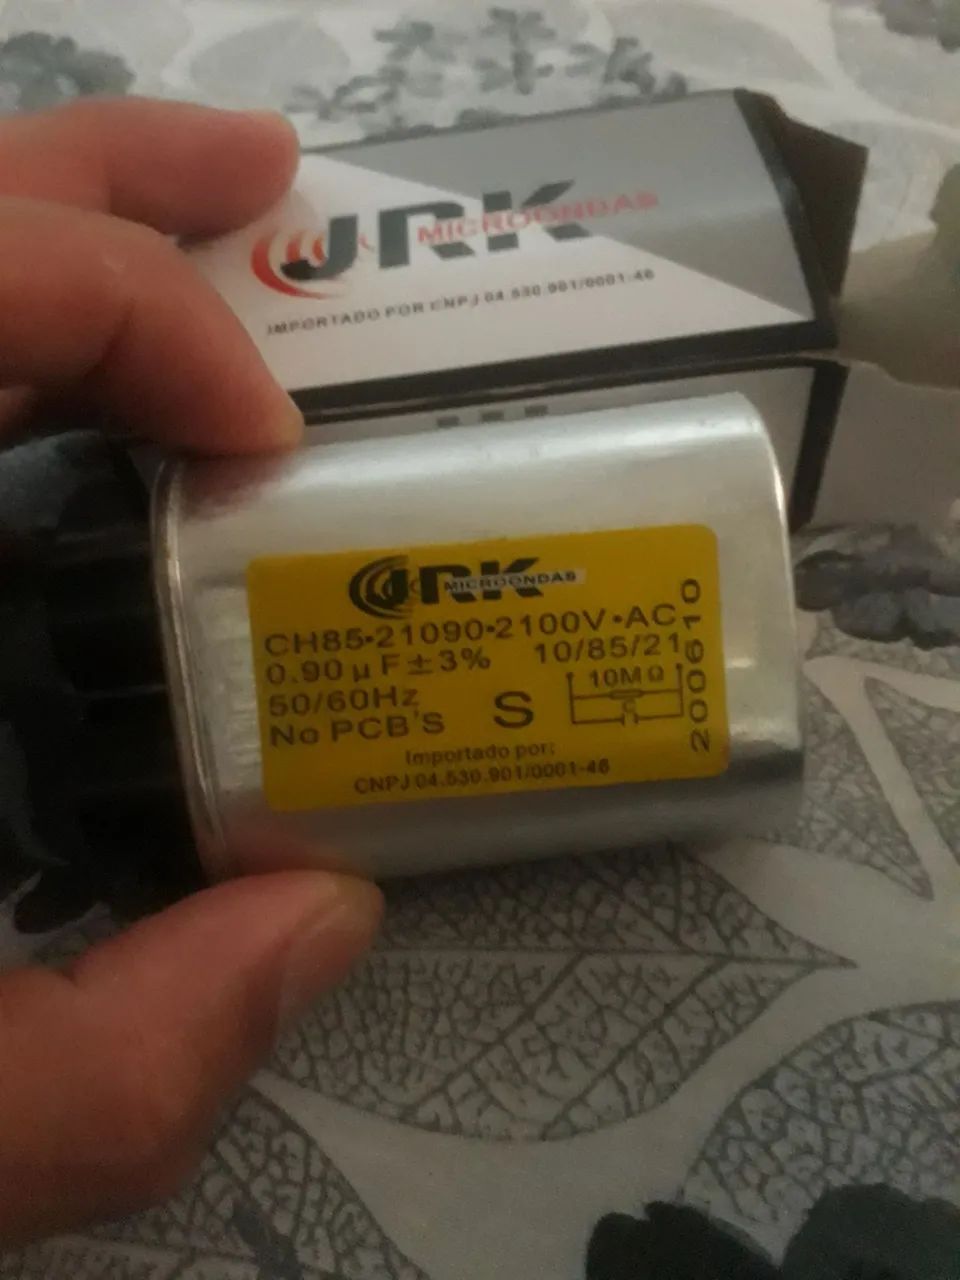 JRK MICROONDAS
IMPORTADO POR CNPJ 04.530.901/0001-46
JRK MICROONDAS
CH85-21090-2100V•AC
0.90μF±3% 10/85/21
50/60Hz
No PCB'S
S
10MΩ
C
20200610
Importado por:
CNPJ 04.530.901/0001-46